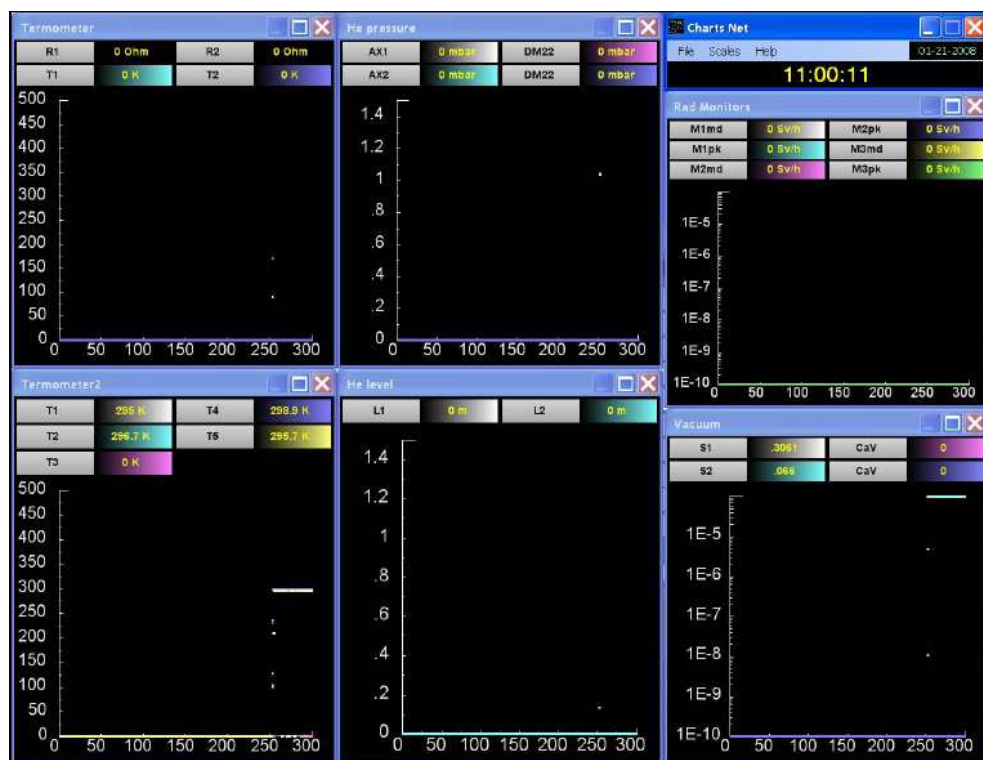 Termometer
R1 0 Ohm R2 0 Ohm
T1 0 K T2 0 K
500
450
400
350
300
250
200
150
100
50
0
0 50 100 150 200 250 300
He pressure
AX1 0 mbar DM22 0 mbar
AX2 0 mbar DM22 0 mbar
1.4
1.2
1
.8
.6
.4
.2
0
0 50 100 150 200 250 300
Charts Net
File Scales Help 01-21-2008
11:00:11
Rad Monitors
M1md 0 Sv/h M2pk 0 Sv/h
M1pk 0 Sv/h M3md 0 Sv/h
M2md 0 Sv/h M3pk 0 Sv/h
1E-5
1E-6
1E-7
1E-8
1E-9
1E-10
0 50 100 150 200 250 300
Termometer2
T1 295 K T4 298.9 K
T2 296.7 K T5 295.7 K
T3 0 K
500
450
400
350
300
250
200
150
100
50
0
0 50 100 150 200 250 300
He level
L1 0 m L2 0 m
1.4
1.2
1
.8
.6
.4
.2
0
0 50 100 150 200 250 300
Vacuum
S1 .3061 CaV 0
S2 .066 CaV 0
1E-5
1E-6
1E-7
1E-8
1E-9
1E-10
0 50 100 150 200 250 300